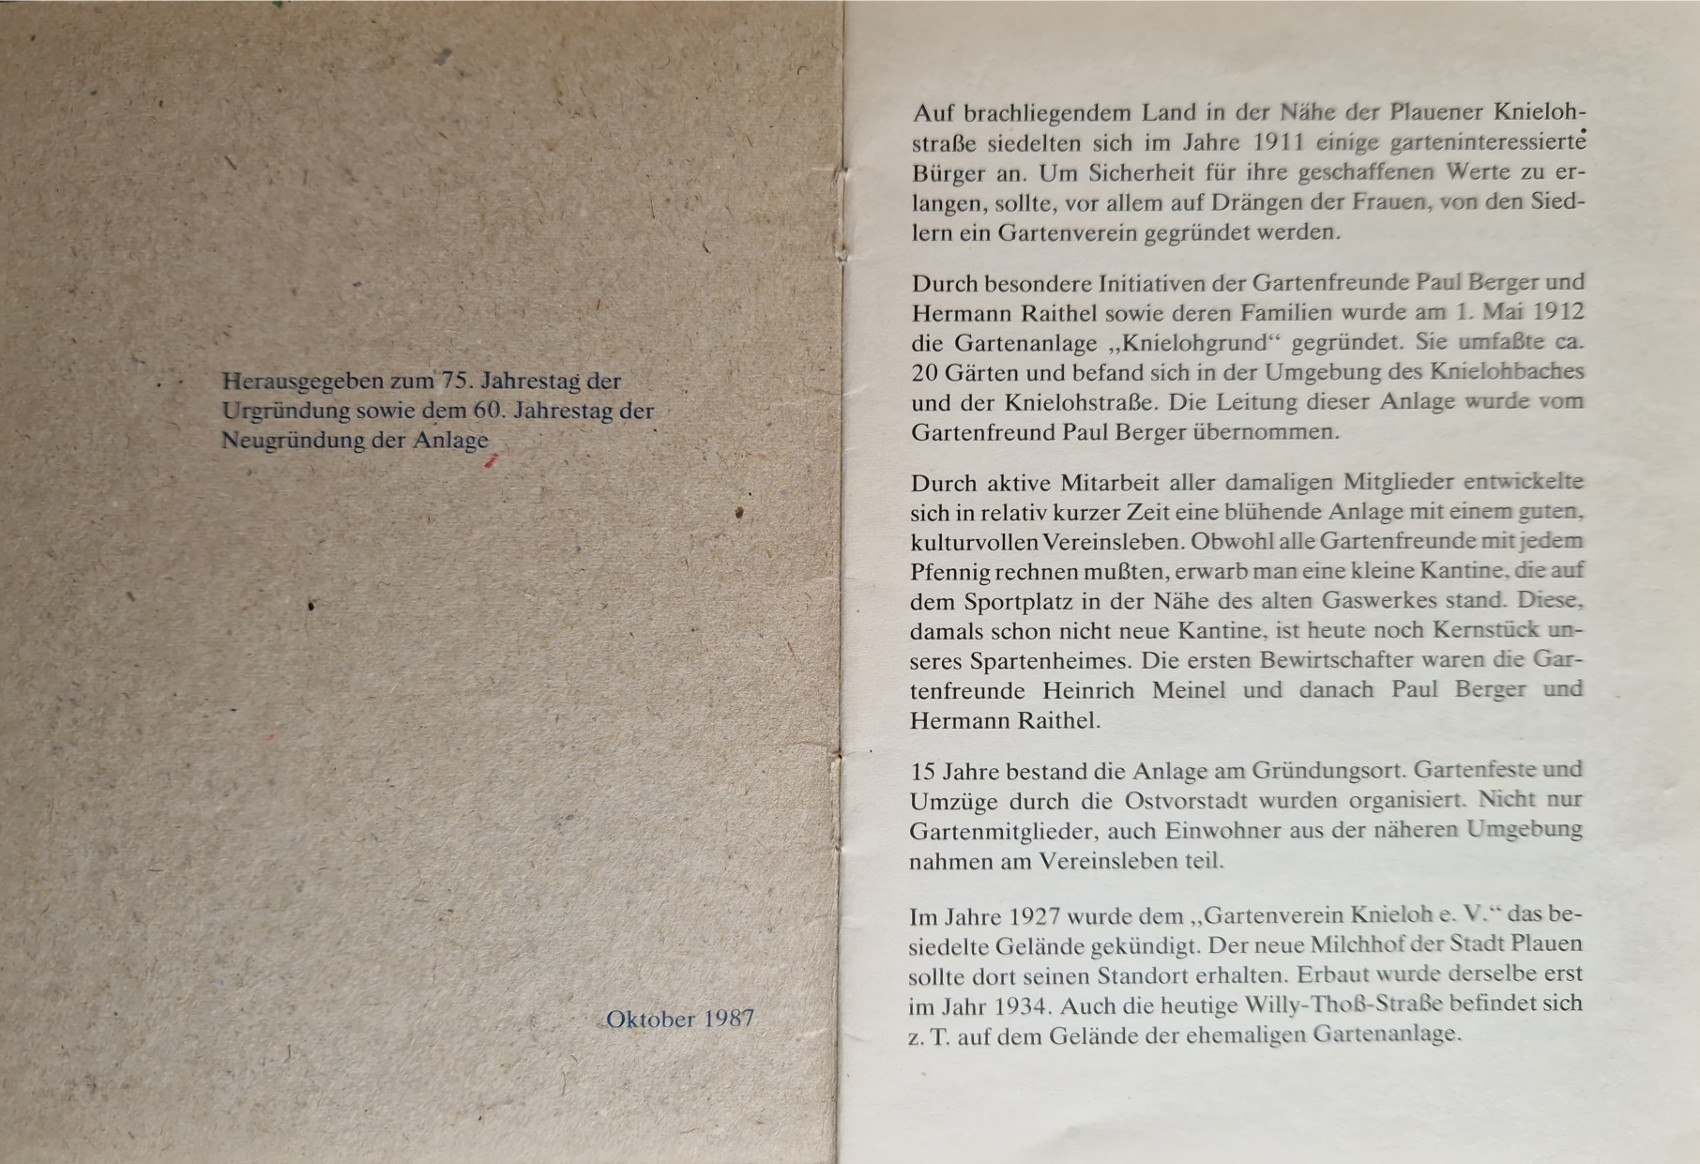 Herausgegeben zum 75. Jahrestag der
Urgründung sowie dem 60. Jahrestag der
Neugründung der Anlage
Oktober 1987
Auf brachliegendem Land in der Nähe der Plauener Knieloh-
straße siedelten sich im Jahre 1911 einige garteninteressierte
Bürger an. Um Sicherheit für ihre geschaffenen Werte zu er-
langen, sollte, vor allem auf Drängen der Frauen, von den Sied-
lern ein Gartenverein gegründet werden.
Durch besondere Initiativen der Gartenfreunde Paul Berger und
Hermann Raithel sowie deren Familien wurde am 1. Mai 1912
die Gartenanlage „Knielohgrund“ gegründet. Sie umfaßte ca.
20 Gärten und befand sich in der Umgebung des Knielohbaches
und der Knielohstraße. Die Leitung dieser Anlage wurde vom
Gartenfreund Paul Berger übernommen.
Durch aktive Mitarbeit aller damaligen Mitglieder entwickelte
sich in relativ kurzer Zeit eine blühende Anlage mit einem guten,
kulturvollen Vereinsleben. Obwohl alle Gartenfreunde mit jedem
Pfennig rechnen mußten, erwarb man eine kleine Kantine, die auf
dem Sportplatz in der Nähe des alten Gaswerkes stand. Diese,
damals schon nicht neue Kantine, ist heute noch Kernstück un-
seres Spartenheimes. Die ersten Bewirtschafter waren die Gar-
tenfreunde Heinrich Meinel und danach Paul Berger und
Hermann Raithel.
15 Jahre bestand die Anlage am Gründungsort. Gartenfeste und
Umzüge durch die Ostvorstadt wurden organisiert. Nicht nur
Gartenmitglieder, auch Einwohner aus der näheren Umgebung
nahmen am Vereinsleben teil.
Im Jahre 1927 wurde dem „Gartenverein Knieloh e. V.“ das be-
siedelte Gelände gekündigt. Der neue Milchhof der Stadt Plauen
sollte dort seinen Standort erhalten. Erbaut wurde derselbe erst
im Jahr 1934. Auch die heutige Willy-Thoß-Straße befindet sich
z. T. auf dem Gelände der ehemaligen Gartenanlage.